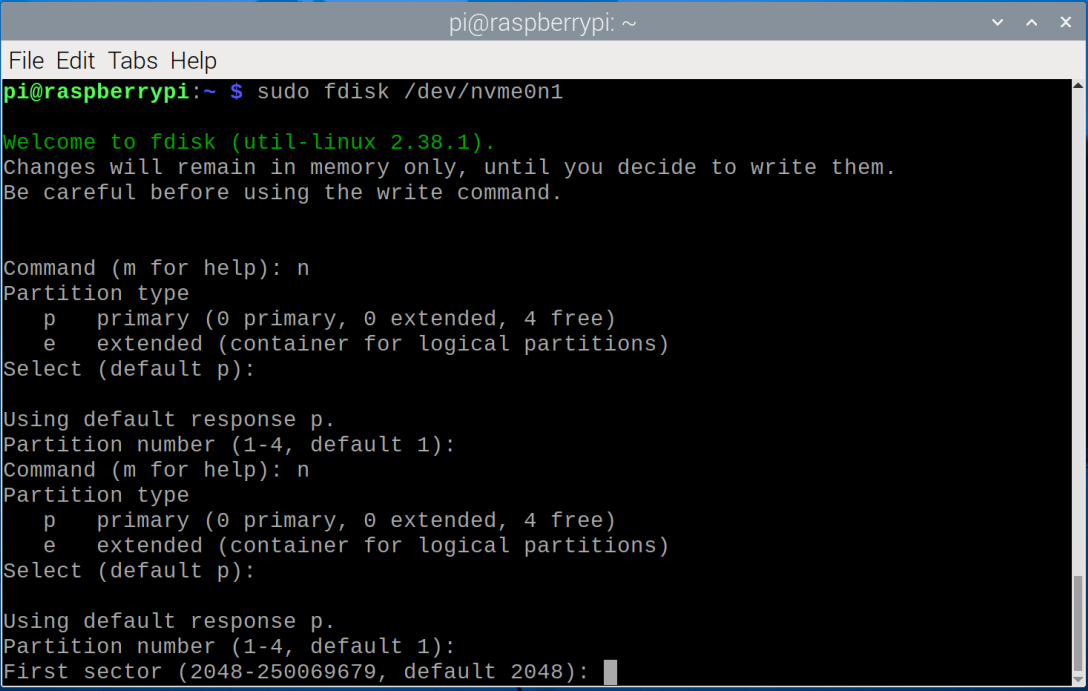 pi@raspberrypi: ~
File Edit Tabs Help
pi@raspberrypi:~ $ sudo fdisk /dev/nvme0n1
Welcome to fdisk (util-linux 2.38.1).
Changes will remain in memory only, until you decide to write them.
Be careful before using the write command.
Command (m for help): n
Partition type
   p   primary (0 primary, 0 extended, 4 free)
   e   extended (container for logical partitions)
Select (default p):
Using default response p.
Partition number (1-4, default 1):
Command (m for help): n
Partition type
   p   primary (0 primary, 0 extended, 4 free)
   e   extended (container for logical partitions)
Select (default p):
Using default response p.
Partition number (1-4, default 1):
First sector (2048-250069679, default 2048):